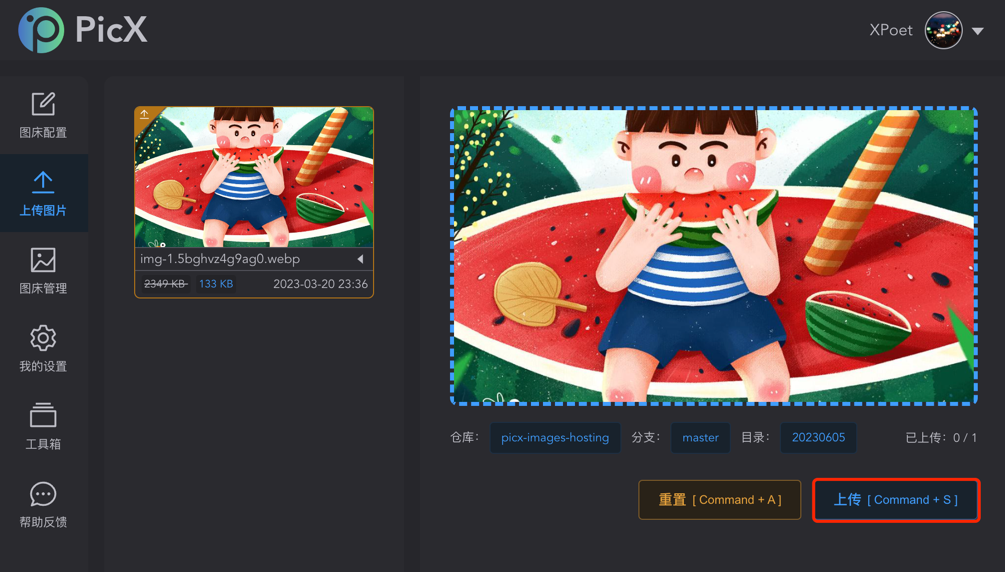 PicX
XPoet
图床配置
上传图片
图床管理
我的设置
工具箱
帮助反馈
img-1.5bghvz4g9ag0.webp
2349 KB 133 KB 2023-03-20 23:36
仓库： picx-images-hosting 分支： master 目录： 20230605 已上传：0 / 1
重置 [ Command + A ] 上传 [ Command + S ]